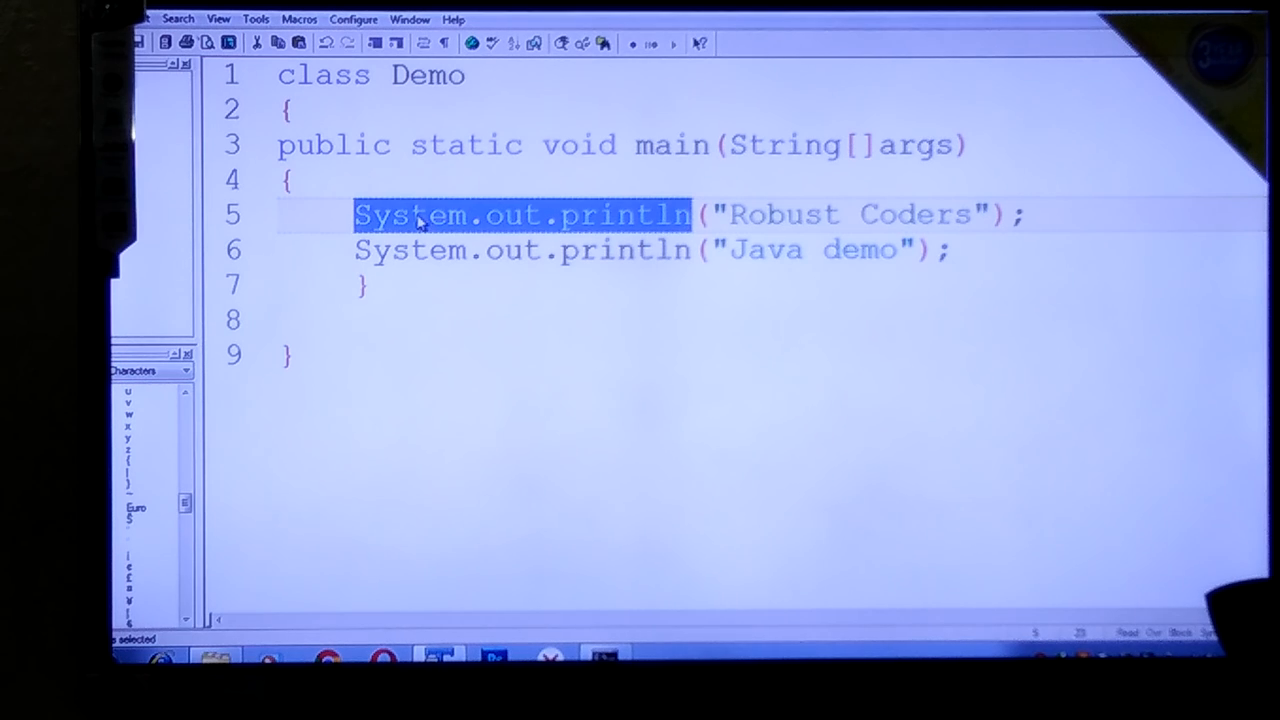 Search View Tools Macros Configure Window Help
1 class Demo
2 {
3 public static void main(String[]args)
4 {
5 System.out.println("Robust Coders");
6 System.out.println("Java demo");
7 }
8
9 }
Characters
u
v
w
x
y
z
{
|
}
~
Euro
selected